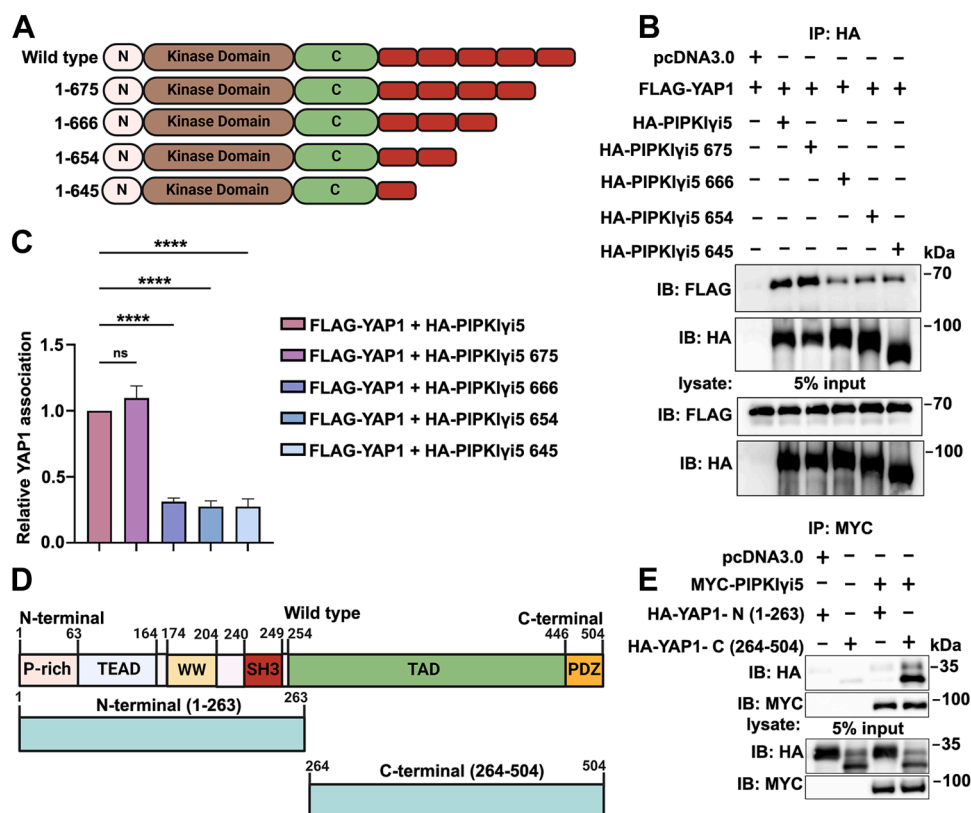 A
Wild type N Kinase Domain C
1-675 N Kinase Domain C
1-666 N Kinase Domain C
1-654 N Kinase Domain C
1-645 N Kinase Domain C
B
IP: HA
pcDNA3.0 + - - - - -
FLAG-YAP1 + + + + + +
HA-PIPKIγi5 - + - - - -
HA-PIPKIγi5 675 - - + - - -
HA-PIPKIγi5 666 - - - + - -
HA-PIPKIγi5 654 - - - - + -
HA-PIPKIγi5 645 - - - - - + kDa
IB: FLAG -70
IB: HA -100
lysate: 5% input
IB: FLAG -70
IB: HA -100
C
****
****
****
ns
Relative YAP1 association
1.5
1.0
0.5
0.0
FLAG-YAP1 + HA-PIPKIγi5
FLAG-YAP1 + HA-PIPKIγi5 675
FLAG-YAP1 + HA-PIPKIγi5 666
FLAG-YAP1 + HA-PIPKIγi5 654
FLAG-YAP1 + HA-PIPKIγi5 645
D
Wild type
N-terminal C-terminal
1 63 164 174 204 240 249 254 446 504
P-rich TEAD WW SH3 TAD PDZ
1 N-terminal (1-263) 263
264 C-terminal (264-504) 504
E
IP: MYC
pcDNA3.0 + - - -
MYC-PIPKIγi5 - - + +
HA-YAP1- N (1-263) + - + -
HA-YAP1- C (264-504) - + - + kDa
IB: HA -35
IB: MYC -100
lysate: 5% input
IB: HA -35
IB: MYC -100